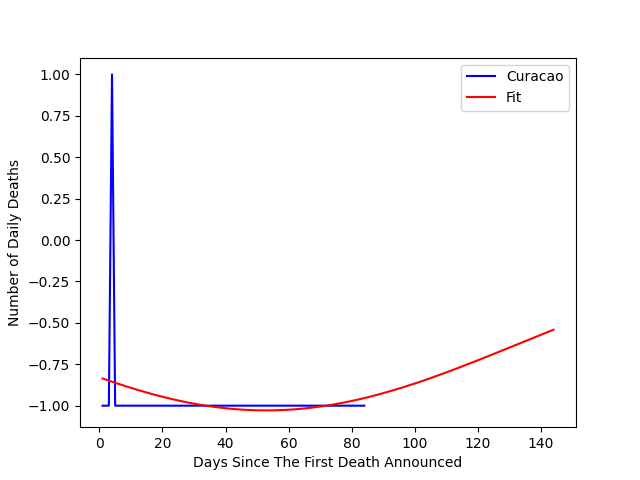 1.00
0.75
0.50
0.25
0.00
−0.25
−0.50
−0.75
−1.00
Number of Daily Deaths
Curacao
Fit
0 20 40 60 80 100 120 140
Days Since The First Death Announced